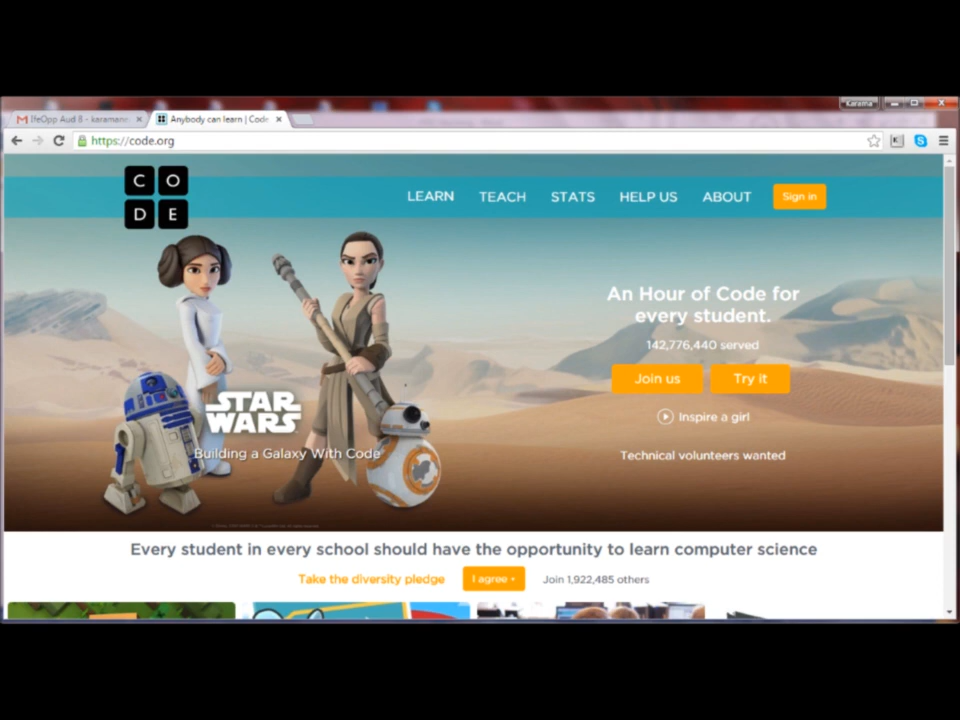 Karama
IfeOpp Aud 8 - karamann
Anybody can learn | Code
https://code.org
C O
D E
LEARN TEACH STATS HELP US ABOUT Sign in
An Hour of Code for
every student.
142,776,440 served
Join us Try it
Inspire a girl
Technical volunteers wanted
STAR
WARS
Building a Galaxy With Code
Every student in every school should have the opportunity to learn computer science
Take the diversity pledge I agree Join 1,922,485 others